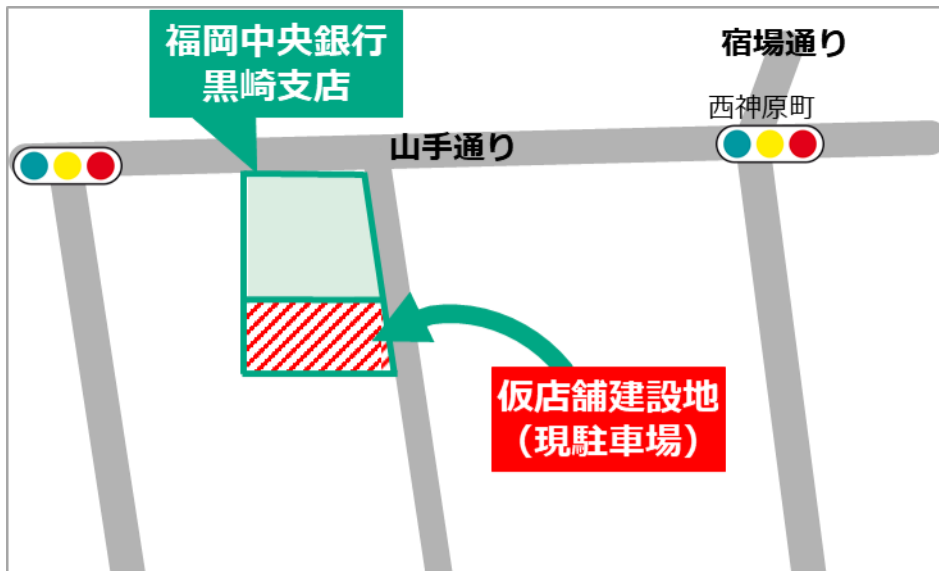 福岡中央銀行
黒崎支店
宿場通り
西神原町
山手通り
仮店舗建設地
（現駐車場）